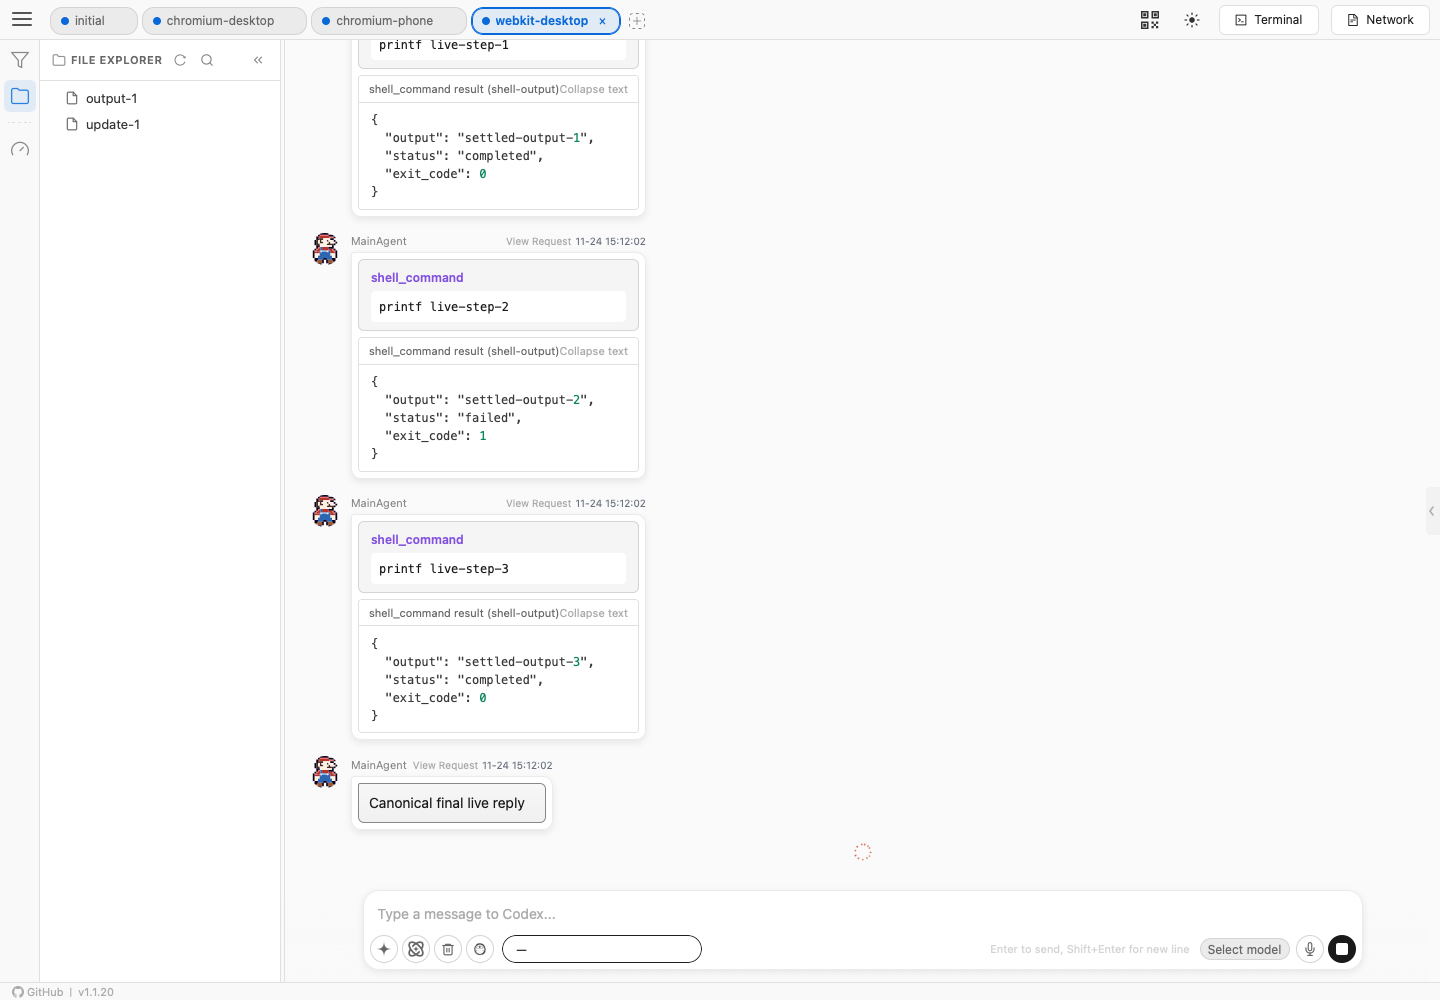 initial
chromium-desktop
chromium-phone
webkit-desktop ×
Terminal
Network
FILE EXPLORER
output-1
update-1
printf live-step-1
shell_command result (shell-output) Collapse text
{
"output": "settled-output-1",
"status": "completed",
"exit_code": 0
}
MainAgent View Request 11-24 15:12:02
shell_command
printf live-step-2
shell_command result (shell-output) Collapse text
{
"output": "settled-output-2",
"status": "failed",
"exit_code": 1
}
MainAgent View Request 11-24 15:12:02
shell_command
printf live-step-3
shell_command result (shell-output) Collapse text
{
"output": "settled-output-3",
"status": "completed",
"exit_code": 0
}
MainAgent View Request 11-24 15:12:02
Canonical final live reply
Type a message to Codex...
—
Enter to send, Shift+Enter for new line
Select model
GitHub | v1.1.20